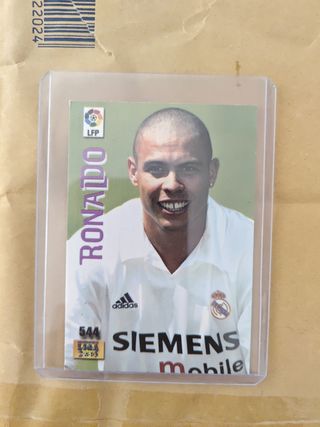 22024
LFP
RONALDO
adidas
544
SIEMENS
mobile